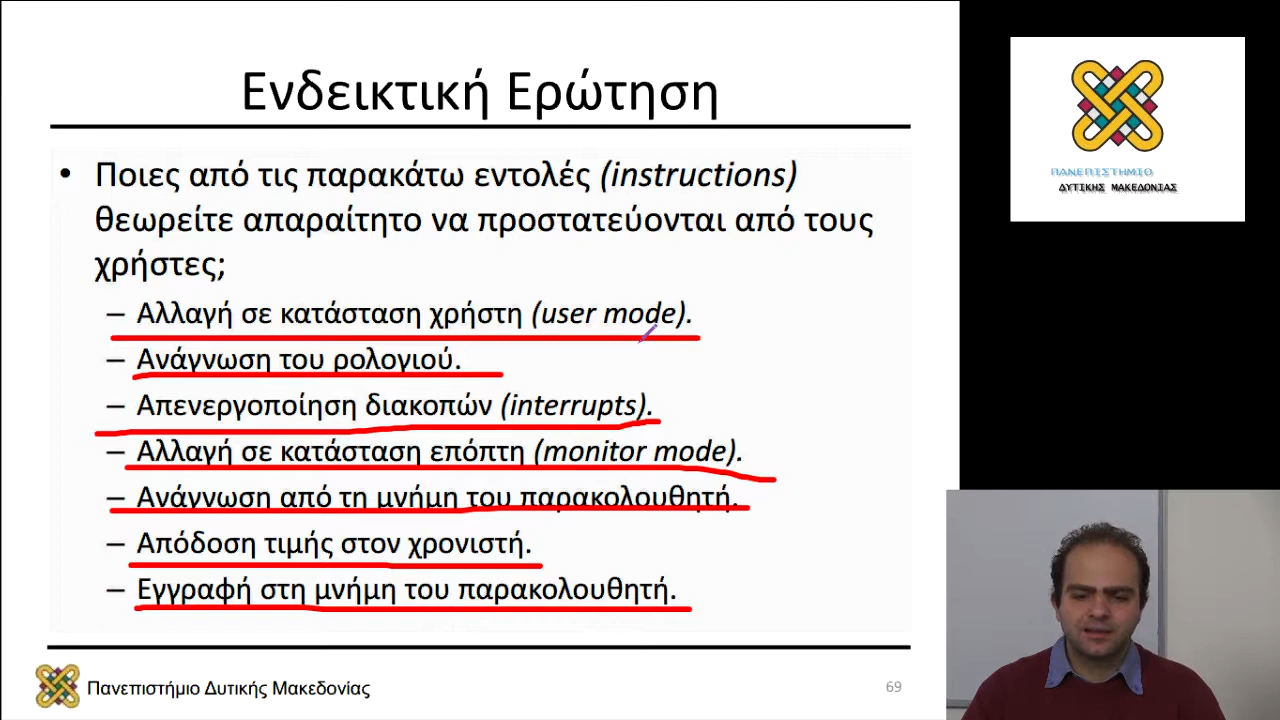 Ενδεικτική Ερώτηση
• Ποιες από τις παρακάτω εντολές (instructions)
θεωρείτε απαραίτητο να προστατεύονται από τους
χρήστες;
– Αλλαγή σε κατάσταση χρήστη (user mode).
– Ανάγνωση του ρολογιού.
– Απενεργοποίηση διακοπών (interrupts).
– Αλλαγή σε κατάσταση επόπτη (monitor mode).
– Ανάγνωση από τη μνήμη του παρακολουθητή.
– Απόδοση τιμής στον χρονιστή.
– Εγγραφή στη μνήμη του παρακολουθητή.
Πανεπιστήμιο Δυτικής Μακεδονίας
69
ΠΑΝΕΠΙΣΤΗΜΙΟ
ΔΥΤΙΚΗΣ ΜΑΚΕΔΟΝΙΑΣ